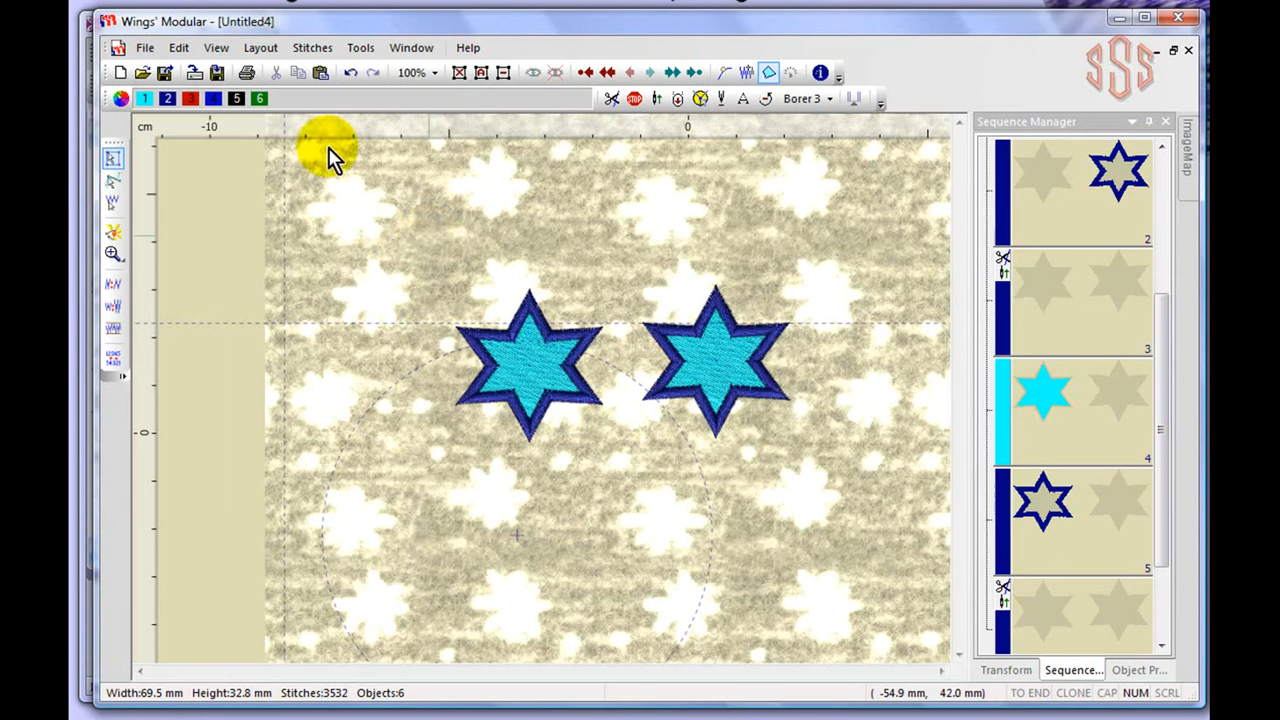 Wings' Modular - [Untitled4]
File Edit View Layout Stitches Tools Window Help
SSS
100%
1 2 3 4 5 6 Borer 3
cm -10 0
Sequence Manager
ImageMap
2
3
4
5
0
Transform Sequence... Object Pr...
Width:69.5 mm Height:32.8 mm Stitches:3532 Objects:6 ( -54.9 mm, 42.0 mm) TO END CLONE CAP NUM SCRL